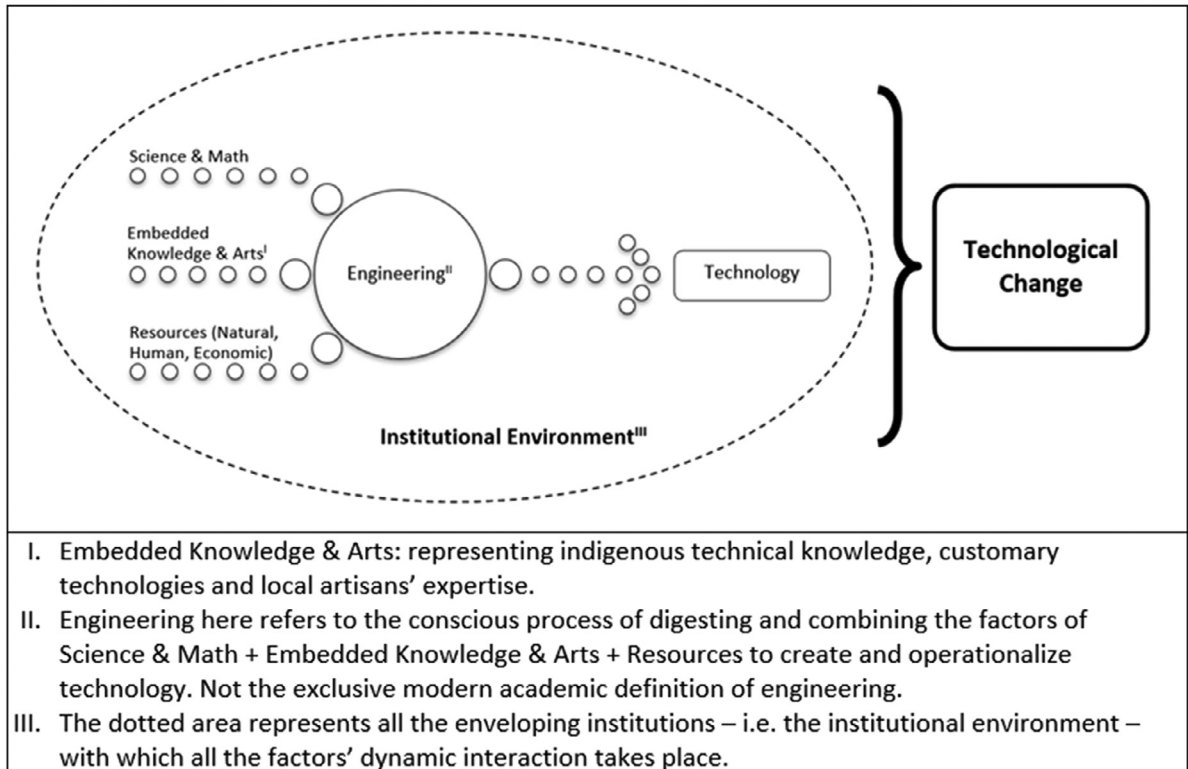 Science & Math
Embedded
Knowledge & Arts^I
Engineering^II
Technology
Resources (Natural,
Human, Economic)
Institutional Environment^III
Technological
Change
I. Embedded Knowledge & Arts: representing indigenous technical knowledge, customary
technologies and local artisans’ expertise.
II. Engineering here refers to the conscious process of digesting and combining the factors of
Science & Math + Embedded Knowledge & Arts + Resources to create and operationalize
technology. Not the exclusive modern academic definition of engineering.
III. The dotted area represents all the enveloping institutions – i.e. the institutional environment –
with which all the factors’ dynamic interaction takes place.